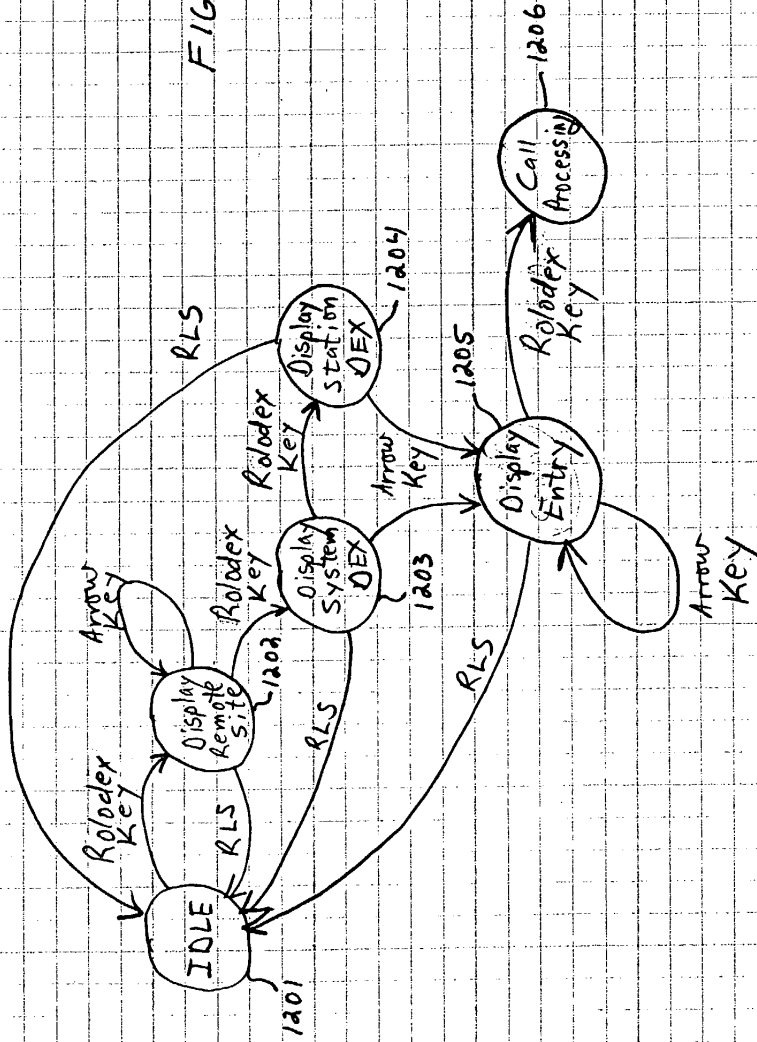 FIG
RLS
Arrow
Key
Rolodex
Key
IDLE
1201
Display
Remote
Site
1202
RLS
Rolodex
Key
Display
System
DEX
1203
RLS
Rolodex
Key
Display
Station
DEX
1204
Arrow
Key
RLS
Display
Entry
1205
Arrow
Key
Rolodex
Key
Call
Processing
1206